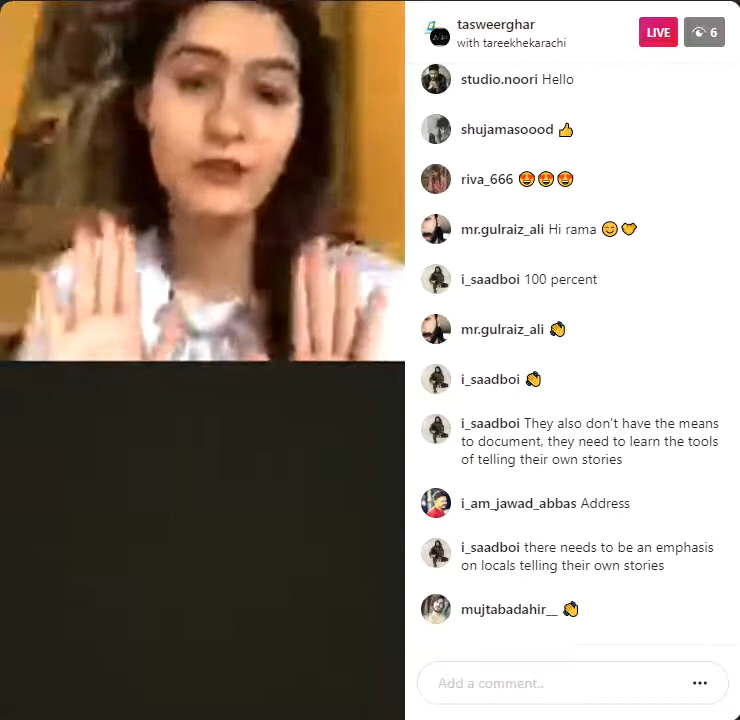 tasweerghar
with tareekhekarachi
LIVE
6
studio.noori Hello
shujamasoood 👍
riva_666 😍😍😍
mr.gulraiz_ali Hi rama 😊🤝
i_saadboi 100 percent
mr.gulraiz_ali 👏
i_saadboi 👏
i_saadboi They also don't have the means
to document, they need to learn the tools
of telling their own stories
i_am_jawad_abbas Address
i_saadboi there needs to be an emphasis
on locals telling their own stories
mujtabadahir__ 👏
Add a comment..